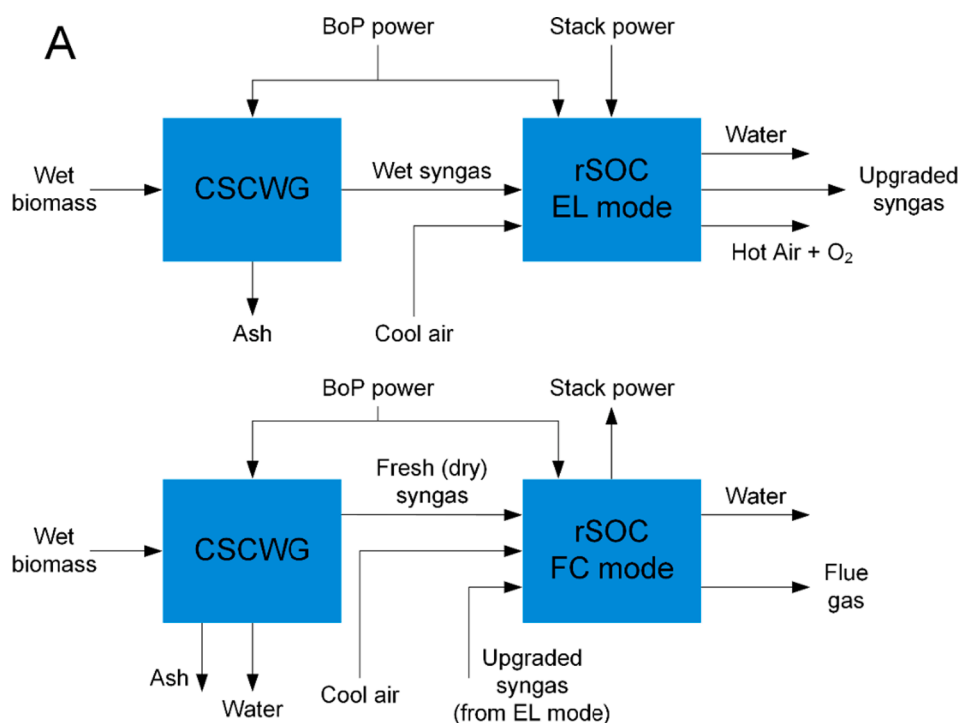 A
BoP power
Stack power
Wet
biomass
CSCWG
Wet syngas
rSOC
EL mode
Water
Upgraded
syngas
Hot Air + O₂
Ash
Cool air
BoP power
Stack power
Fresh (dry)
syngas
Wet
biomass
CSCWG
rSOC
FC mode
Water
Flue
gas
Ash
Water
Cool air
Upgraded
syngas
(from EL mode)